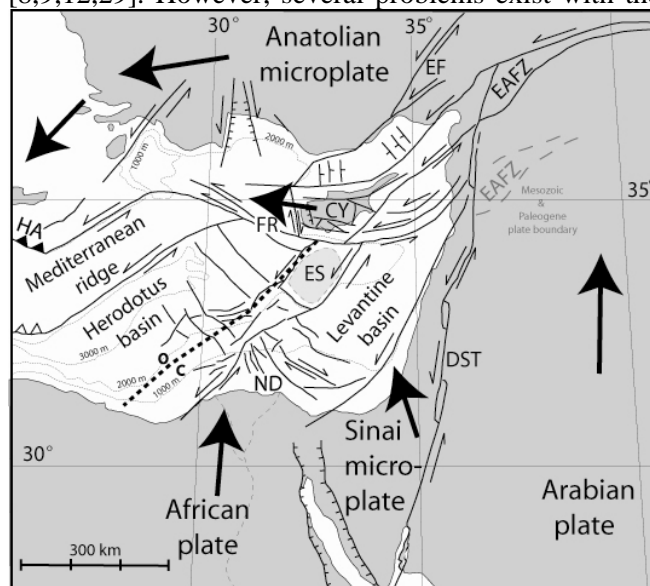 [8,9,12,29]. However, several problems exist with the
30°
35°
Anatolian
microplate
EF
EAFZ
2000 m
1000 m
EAFZ
Mesozoic
&
Paleogene
plate boundary
35°
HA
FR
CY
Mediterranean
ridge
ES
Herodotus
basin
Levantine
basin
3000 m
O
C
2000 m
1000 m
ND
DST
30°
Sinai
micro-
plate
African
plate
Arabian
plate
300 km